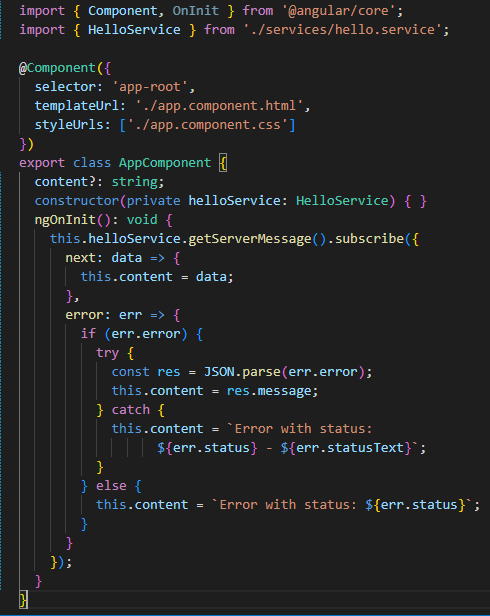 import { Component, OnInit } from '@angular/core';
import { HelloService } from './services/hello.service';

@Component({
  selector: 'app-root',
  templateUrl: './app.component.html',
  styleUrls: ['./app.component.css']
})
export class AppComponent {
  content?: string;
  constructor(private helloService: HelloService) { }
  ngOnInit(): void {
    this.helloService.getServerMessage().subscribe({
      next: data => {
        this.content = data;
      },
      error: err => {
        if (err.error) {
          try {
            const res = JSON.parse(err.error);
            this.content = res.message;
          } catch {
            this.content = `Error with status:
                  ${err.status} - ${err.statusText}`;
          }
        } else {
          this.content = `Error with status: ${err.status}`;
        }
      }
    });
  }
}